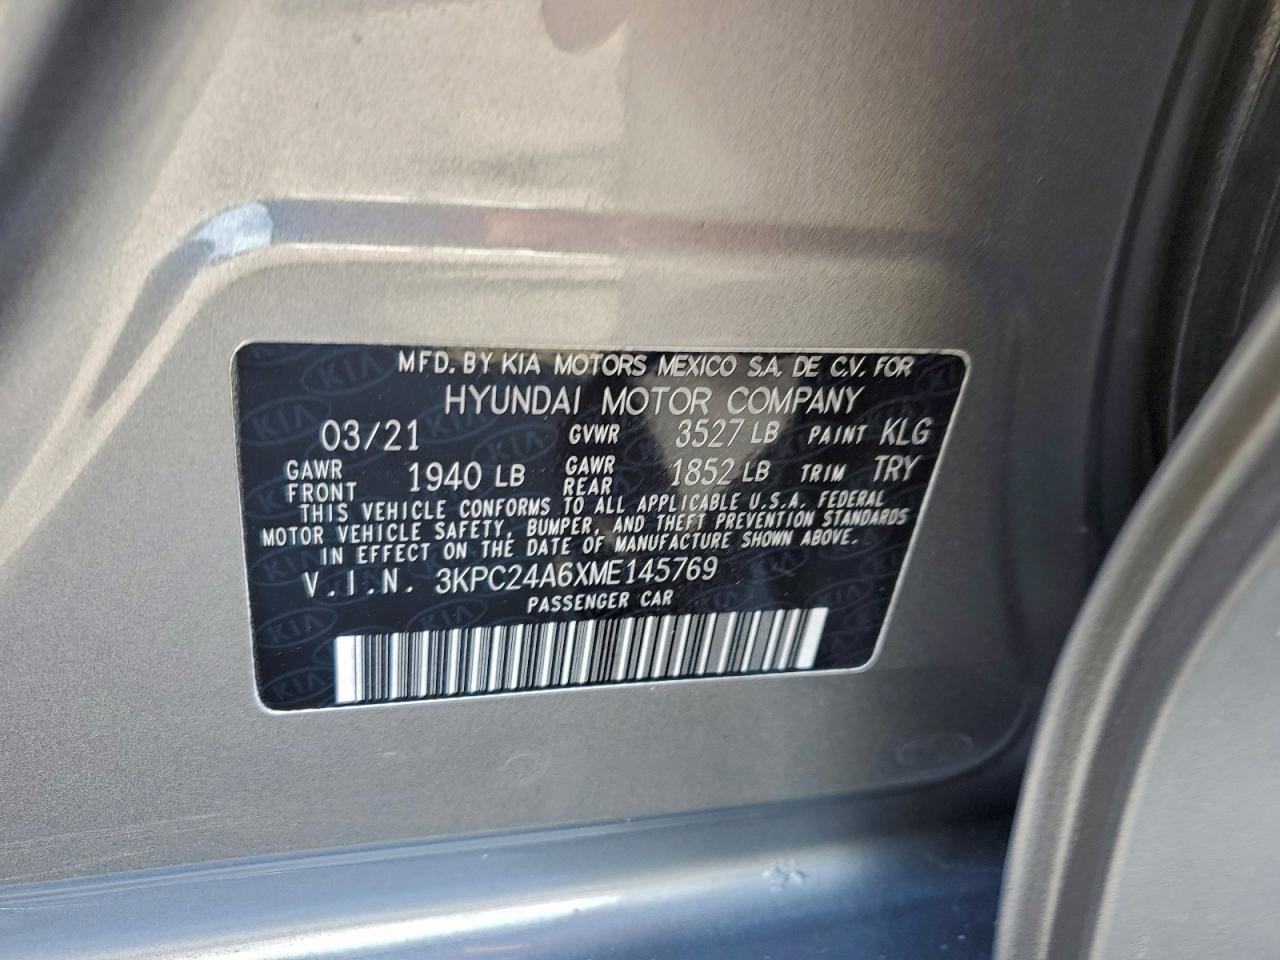 MFD. BY KIA MOTORS MEXICO S.A. DE C.V. FOR
HYUNDAI MOTOR COMPANY
03/21 GVWR 3527 LB PAINT KLG
GAWR FRONT 1940 LB GAWR REAR 1852 LB TRIM TRY
THIS VEHICLE CONFORMS TO ALL APPLICABLE U.S.A. FEDERAL
MOTOR VEHICLE SAFETY, BUMPER, AND THEFT PREVENTION STANDARDS
IN EFFECT ON THE DATE OF MANUFACTURE SHOWN ABOVE.
V.I.N. 3KPC24A6XME145769
PASSENGER CAR